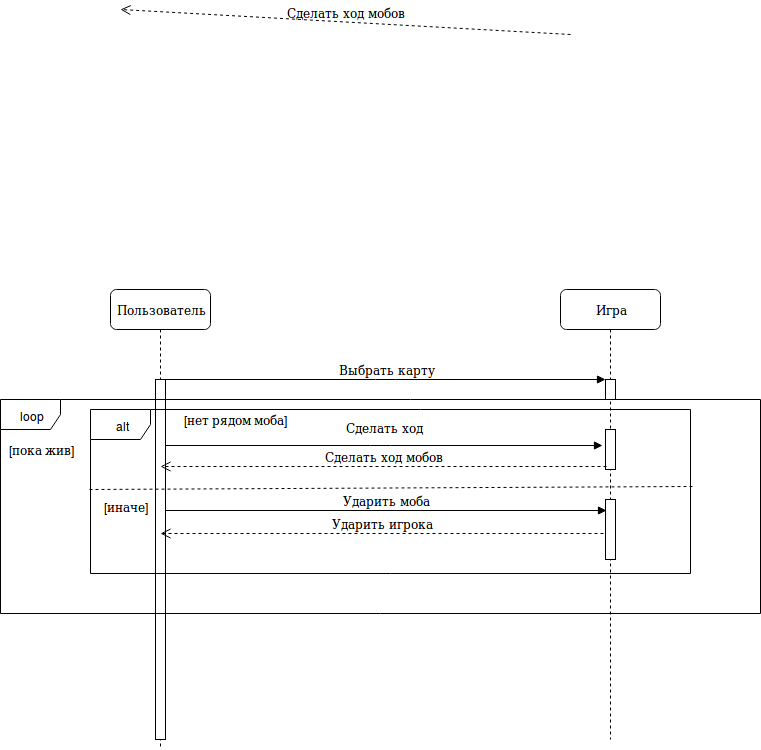 Сделать ход мобов
Пользователь
Игра
Выбрать карту
loop
alt
[нет рядом моба]
Сделать ход
[пока жив]
Сделать ход мобов
[иначе]
Ударить моба
Ударить игрока